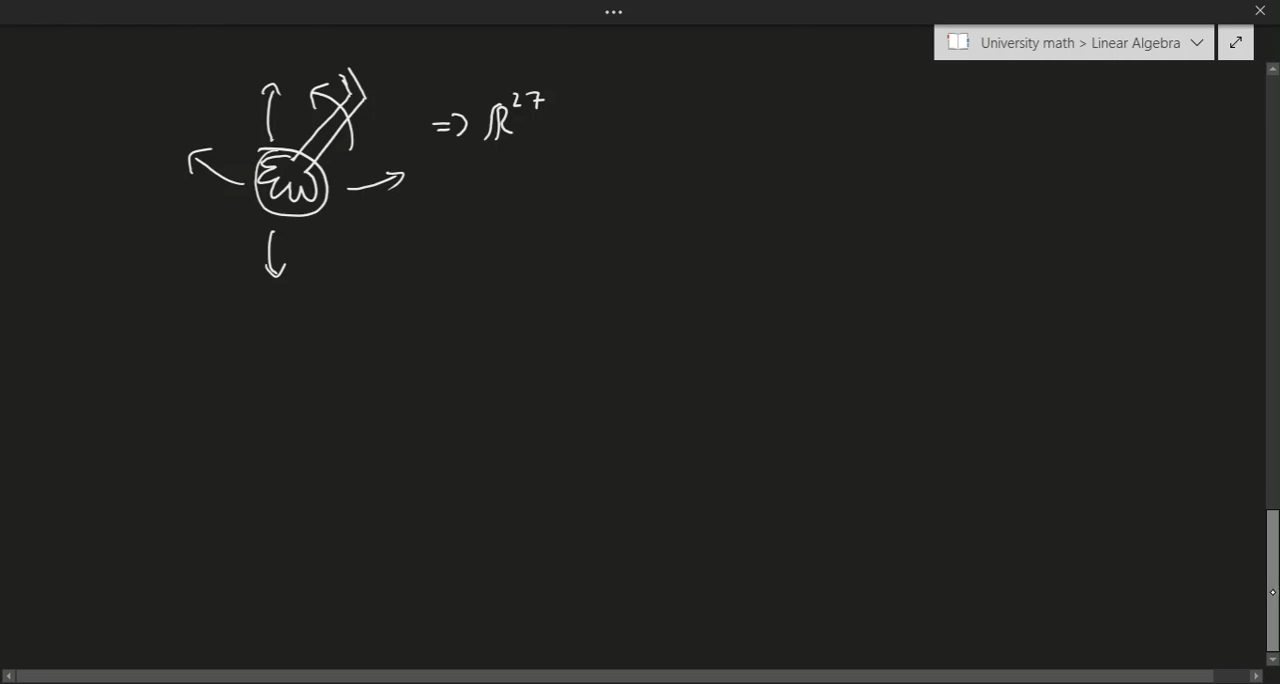 University math > Linear Algebra
=> ℝ²⁷